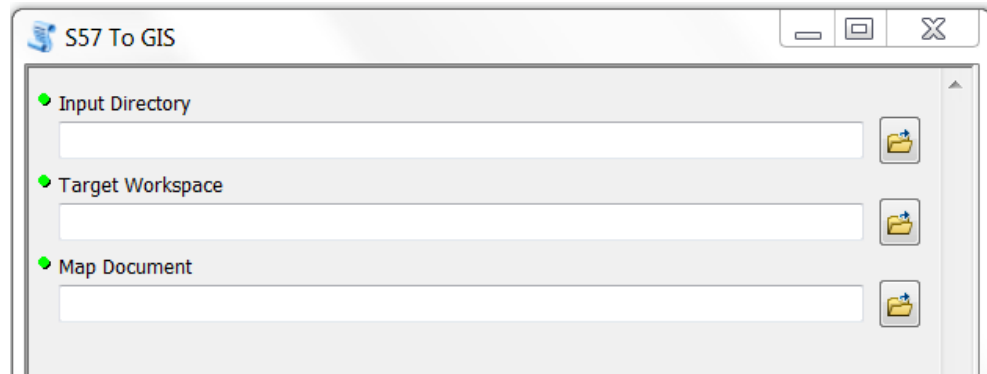 S57 To GIS
Input Directory
Target Workspace
Map Document